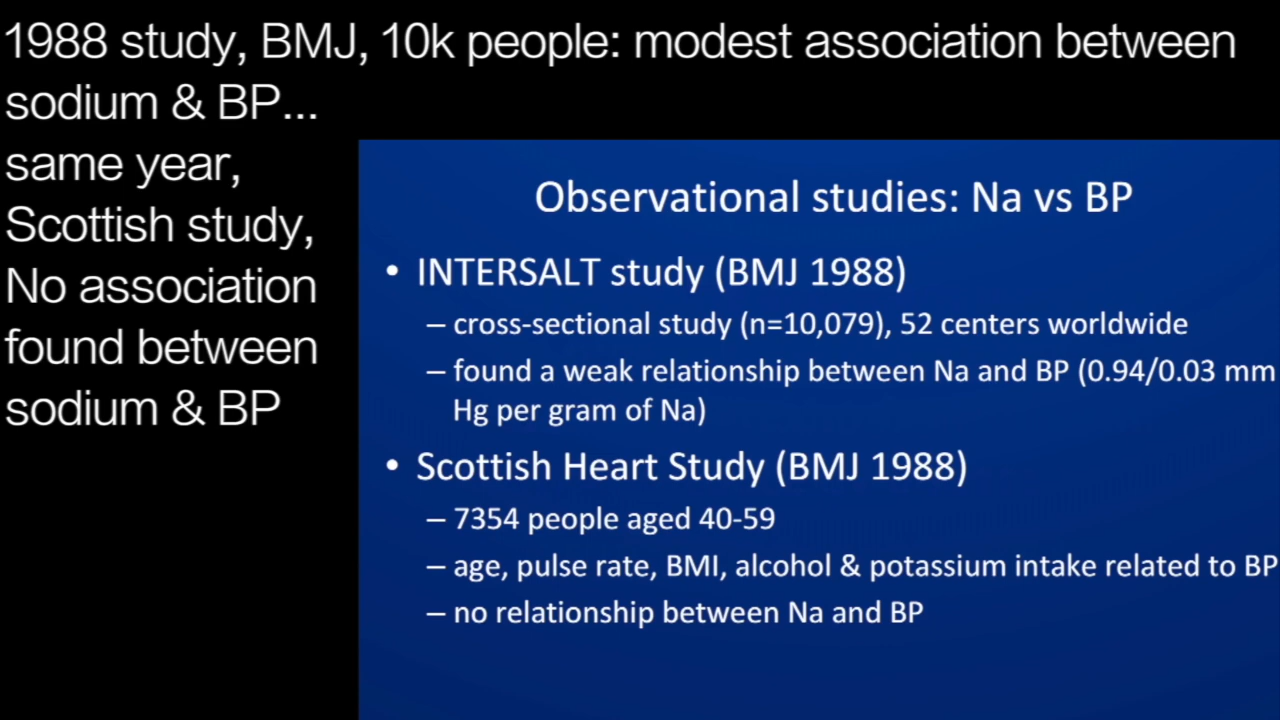 1988 study, BMJ, 10k people: modest association between
sodium & BP...
same year,
Scottish study,
No association
found between
sodium & BP
Observational studies: Na vs BP
• INTERSALT study (BMJ 1988)
– cross-sectional study (n=10,079), 52 centers worldwide
– found a weak relationship between Na and BP (0.94/0.03 mm
Hg per gram of Na)
• Scottish Heart Study (BMJ 1988)
– 7354 people aged 40-59
– age, pulse rate, BMI, alcohol & potassium intake related to BP
– no relationship between Na and BP